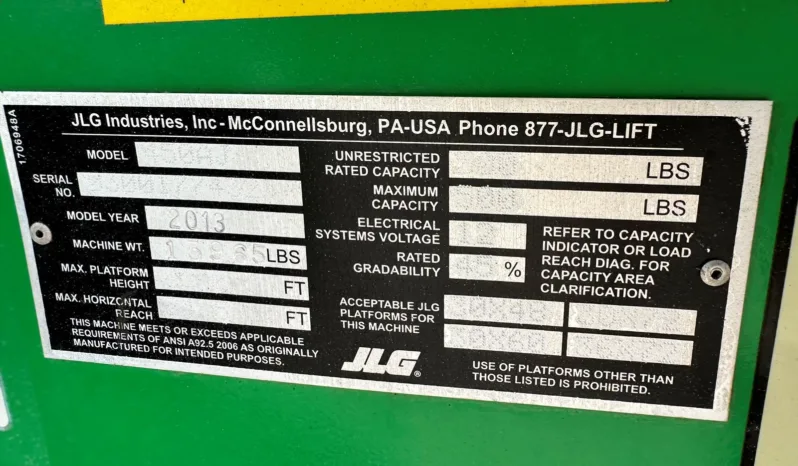 JLG Industries, Inc - McConnellsburg, PA-USA Phone 877-JLG-LIFT
1706948A
MODEL
SERIAL NO.
MODEL YEAR 2013
MACHINE WT. LBS
MAX. PLATFORM HEIGHT FT
MAX. HORIZONTAL REACH FT
THIS MACHINE MEETS OR EXCEEDS APPLICABLE
REQUIREMENTS OF ANSI A92.5 2006 AS ORIGINALLY
MANUFACTURED FOR INTENDED PURPOSES.
UNRESTRICTED RATED CAPACITY LBS
MAXIMUM CAPACITY LBS
ELECTRICAL SYSTEMS VOLTAGE 12
RATED GRADABILITY 45 %
REFER TO CAPACITY
INDICATOR OR LOAD
REACH DIAG. FOR
CAPACITY AREA
CLARIFICATION.
ACCEPTABLE JLG
PLATFORMS FOR
THIS MACHINE
JLG
USE OF PLATFORMS OTHER THAN
THOSE LISTED IS PROHIBITED.